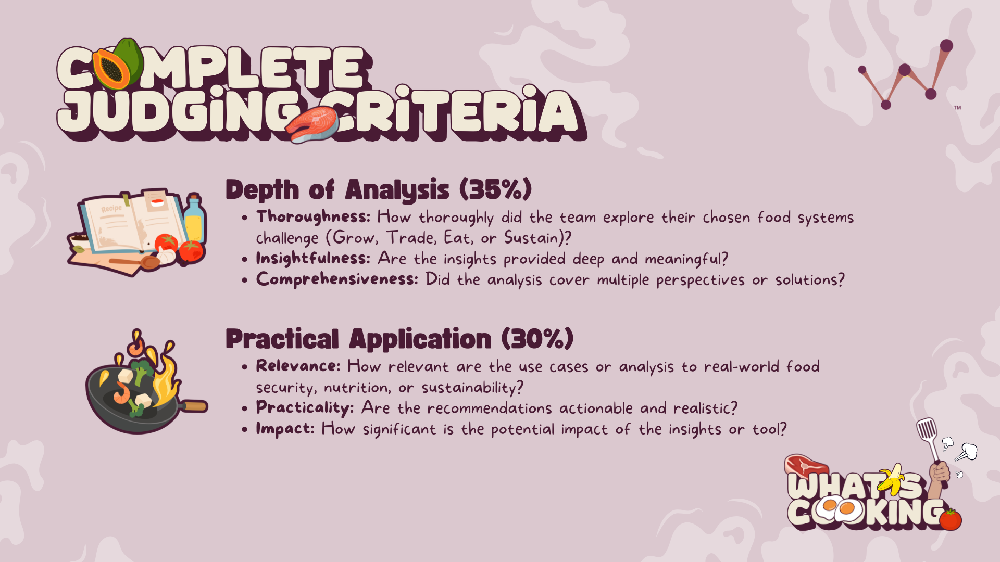 COMPLETE
JUDGING CRITERIA
TM
Depth of Analysis (35%)
• Thoroughness: How thoroughly did the team explore their chosen food systems
challenge (Grow, Trade, Eat, or Sustain)?
• Insightfulness: Are the insights provided deep and meaningful?
• Comprehensiveness: Did the analysis cover multiple perspectives or solutions?
Recipe
Practical Application (30%)
• Relevance: How relevant are the use cases or analysis to real-world food
security, nutrition, or sustainability?
• Practicality: Are the recommendations actionable and realistic?
• Impact: How significant is the potential impact of the insights or tool?
WHAT'S
COOKING